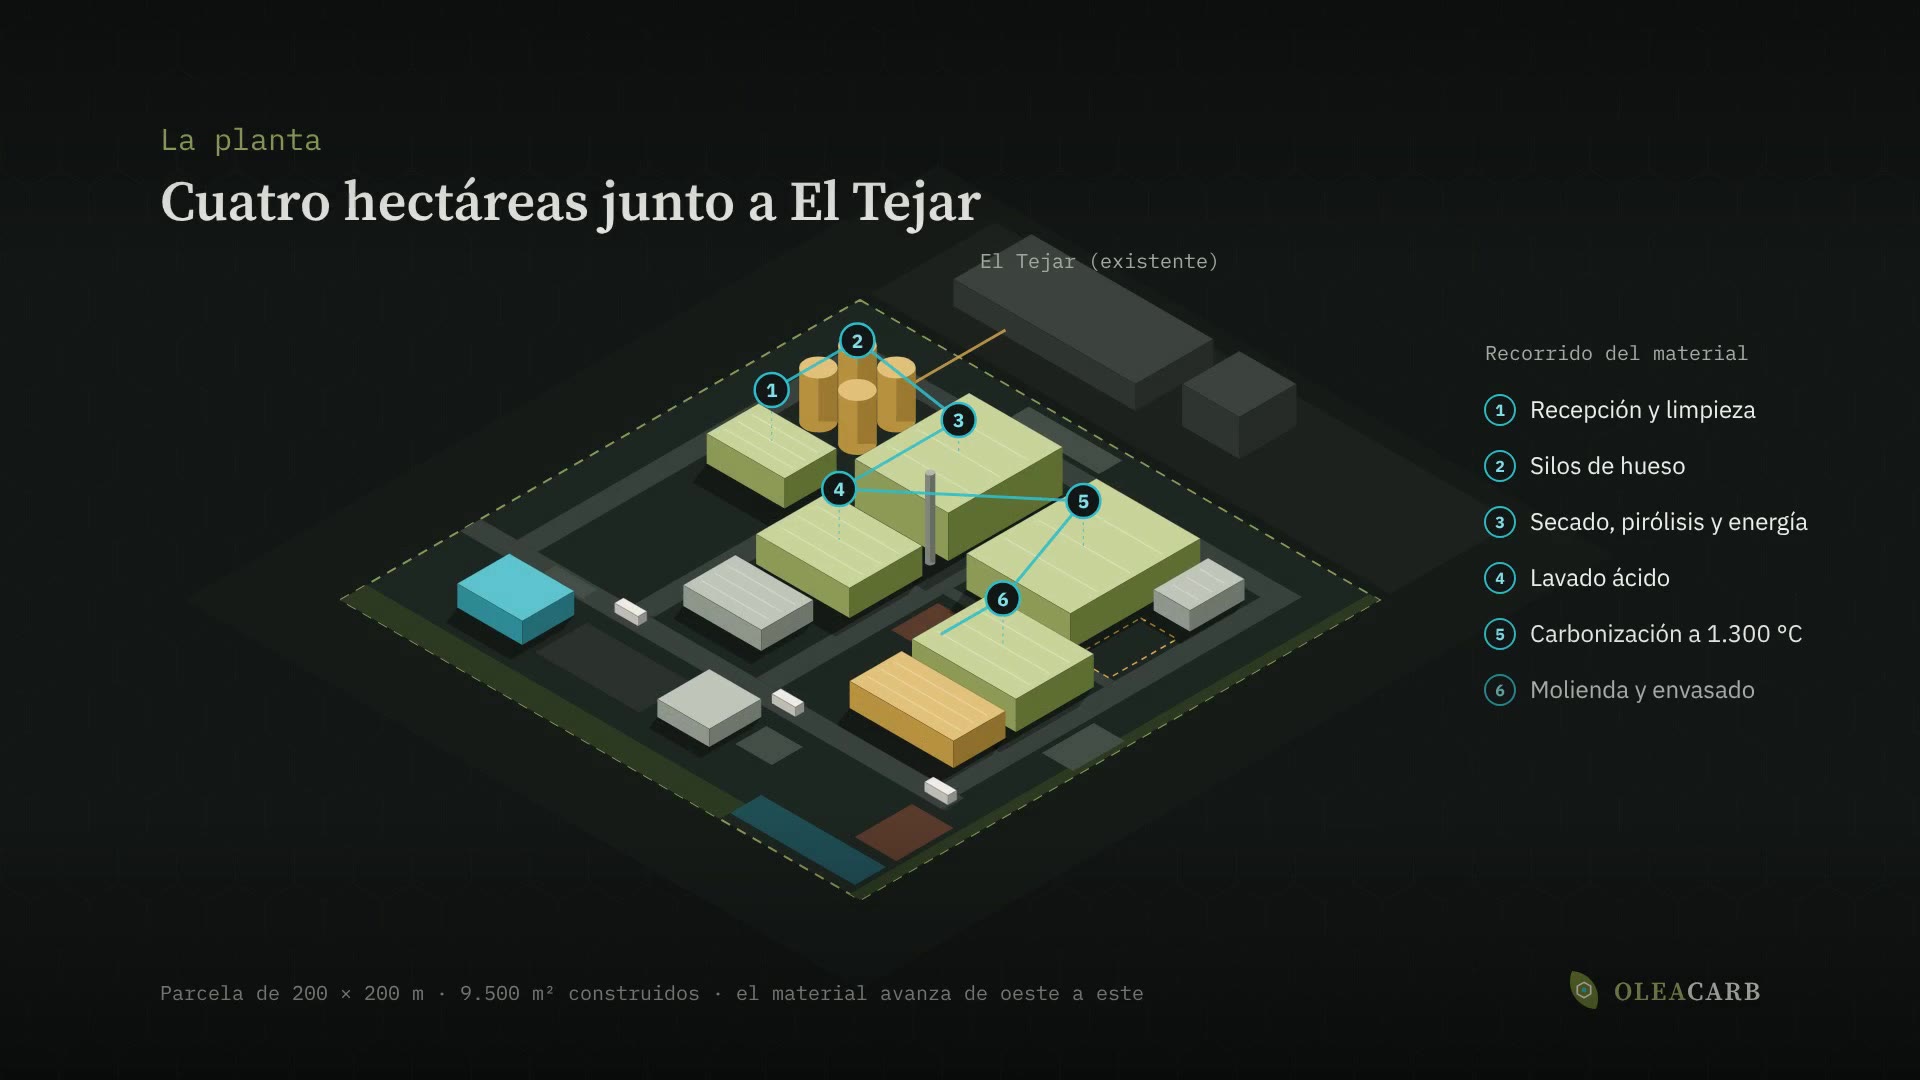 La planta
Cuatro hectáreas junto a El Tejar
El Tejar (existente)
2
1
3
4
5
6
Recorrido del material
1 Recepción y limpieza
2 Silos de hueso
3 Secado, pirólisis y energía
4 Lavado ácido
5 Carbonización a 1.300 °C
6 Molienda y envasado
Parcela de 200 × 200 m · 9.500 m² construidos · el material avanza de oeste a este
OLEACARB